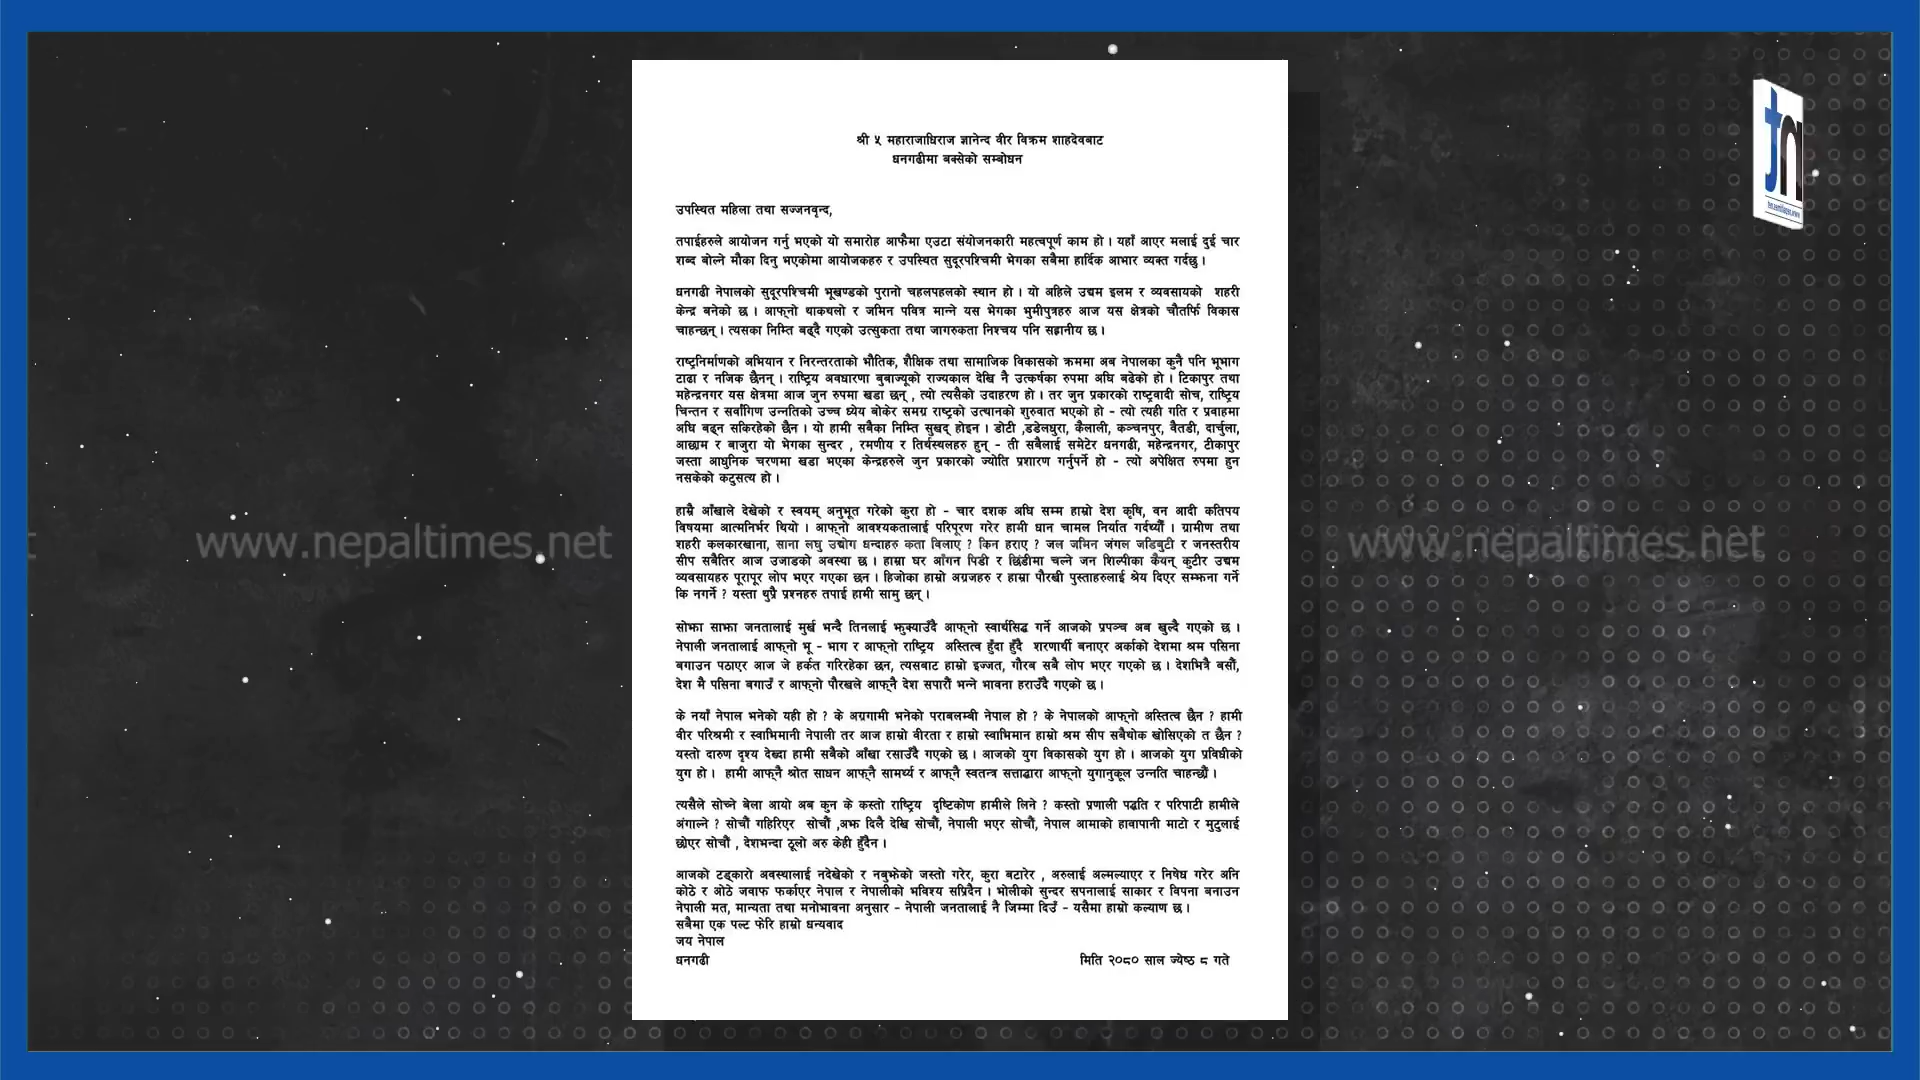 श्री ५ महाराजाधिराज ज्ञानेन्द वीर विक्रम शाहदेवबाट
धनगढीमा बक्सेको सम्बोधन
उपस्थित महिला तथा सज्जनवृन्द,
तपाईहरुले आयोजन गर्नु भएको यो समारोह आफैमा एउटा संयोजनकारी महत्वपूर्ण काम हो । यहाँ आएर मलाई दुई चार
शब्द बोल्ने मौका दिनु भएकोमा आयोजकहरु र उपस्थित सुदूरपश्चिमी भेगका सबैमा हार्दिक आभार व्यक्त गर्दछु ।
धनगढी नेपालको सुदूरपश्चिमी भूखण्डको पुरानो चहलपहलको स्थान हो । यो अहिले उद्यम इलम र व्यवसायको शहरी
केन्द्र बनेको छ । आफ्नो थाकथलो र जमिन पवित्र मान्ने यस भेगका भुमीपुत्रहरु आज यस क्षेत्रको चौतर्फि विकास
चाहन्छन् । त्यसका निम्ति बढ्दै गएको उत्सुकता तथा जागरुकता निश्चय पनि सह्रानीय छ ।
राष्ट्रनिर्माणको अभियान र निरन्तरताको भौतिक, शैक्षिक तथा सामाजिक विकासको क्रममा अब नेपालका कुनै पनि भूभाग
टाढा र नजिक छैनन् । राष्ट्रिय अवधारणा बुबाज्यूको राज्यकाल देखि नै उत्कर्षका रुपमा अघि बढेको हो । टिकापुर तथा
महेन्द्रनगर यस क्षेत्रमा आज जुन रुपमा खडा छन् , त्यो त्यसैको उदाहरण हो । तर जुन प्रकारको राष्ट्रवादी सोच, राष्ट्रिय
चिन्तन र सर्वांगिण उन्नतिको उच्च ध्येय बोकेर समग्र राष्ट्रको उत्थानको शुरुवात भएको हो – त्यो त्यही गति र प्रवाहमा
अघि बढ्न सकिरहेको छैन । यो हामी सबैका निम्ति सुखद् होइन । डोटी ,डडेलधुरा, कैलाली, कञ्चनपुर, बैतडी, दार्चुला,
आछाम र बाजुरा यो भेगका सुन्दर , रमणीय र तिर्थस्थलहरु हुन् – ती सबैलाई समेटेर धनगढी, महेन्द्रनगर, टीकापुर
जस्ता आधुनिक चरणमा खडा भएका केन्द्रहरुले जुन प्रकारको ज्योति प्रशारण गर्नुपर्ने हो – त्यो अपेक्षित रुपमा हुन
नसकेको कटुसत्य हो ।
हाम्रै आँखाले देखेको र स्वयम् अनुभूत गरेको कुरा हो – चार दशक अघि सम्म हाम्रो देश कृषि, वन आदी कतिपय
विषयमा आत्मनिर्भर थियो । आफ्नो आवश्यकतालाई परिपूरण गरेर हामी धान चामल निर्यात गर्दथ्यौं । ग्रामीण तथा
शहरी कलकारखाना, साना लघु उद्योग धन्दाहरु कता बिलाए ? किन हराए ? जल जमिन जंगल जडिबुटी र जनस्तरीय
सीप सबैतिर आज उजाडको अवस्था छ । हाम्रा घर आँगन पिडी र छिंडीमा चल्ने जन शिल्पीका कैयन् कुटीर उद्यम
व्यवसायहरु पूरापूर लोप भएर गएका छन । हिजोका हाम्रो अग्रजहरु र हाम्रा पौरखी पुस्ताहरुलाई श्रेय दिएर सम्झना गर्ने
कि नगर्ने ? यस्ता थुप्रै प्रश्नहरु तपाई हामी सामु छन् ।
सोझा साझा जनतालाई मुर्ख भन्दै तिनलाई झुक्याउँदै आफ्नो स्वार्थसिद्ध गर्ने आजको प्रपञ्च अब खुल्दै गएको छ ।
नेपाली जनतालाई आफ्नो भू – भाग र आफ्नो राष्ट्रिय अस्तित्व हुँदा हुँदै शरणार्थी बनाएर अर्काको देशमा श्रम पसिना
बगाउन पठाएर आज जे हर्कत गरिरहेका छन, त्यसबाट हाम्रो इज्जत, गौरब सबै लोप भएर गएको छ । देशभित्रै बसौं,
देश मै पसिना बगाउँ र आफ्नो पौरखले आफ्नै देश सपारौं भन्ने भावना हराउँदै गएको छ ।
के नयाँ नेपाल भनेको यही हो ? के अग्रगामी भनेको पराबलम्बी नेपाल हो ? के नेपालको आफ्नो अस्तित्व छैन ? हामी
वीर परिश्रमी र स्वाभिमानी नेपाली तर आज हाम्रो वीरता र हाम्रो स्वाभिमान हाम्रो श्रम सीप सबैथोक खोसिएको त छैन ?
यस्तो दारुण दृश्य देख्दा हामी सबैको आँखा रसाउँदै गएको छ । आजको युग विकासको युग हो । आजको युग प्रविधीको
युग हो । हामी आफ्नै श्रोत साधन आफ्नै सामर्थ्य र आफ्नै स्वतन्त्र सत्ताद्वारा आफ्नो युगानुकूल उन्नति चाहन्छौं ।
त्यसैले सोच्ने बेला आयो अब कुन के कस्तो राष्ट्रिय दृष्टिकोण हामीले लिने ? कस्तो प्रणाली पद्धति र परिपाटी हामीले
अंगाल्ने ? सोचौं गहिरिएर सोचौं ,अझ दिलै देखि सोचौं, नेपाली भएर सोचौं, नेपाल आमाको हावापानी माटो र मुटुलाई
छोएर सोचौं , देशभन्दा ठूलो अरु केही हुँदैन ।
आजको टड्कारो अवस्थालाई नदेखेको र नबुझेको जस्तो गरेर, कुरा बटारेर , अरुलाई अल्मल्याएर र निषेध गरेर अनि
कोठे र ओठे जवाफ फर्काएर नेपाल र नेपालीको भविश्य सप्रिदैन । भोलीको सुन्दर सपनालाई साकार र विपना बनाउन
नेपाली मत, मान्यता तथा मनोभावना अनुसार – नेपाली जनतालाई नै जिम्मा दिउँ – यसैमा हाम्रो कल्याण छ ।
सबैमा एक पल्ट फेरि हाम्रो धन्यवाद
जय नेपाल
धनगढी मिति २०८० साल ज्येष्ठ ८ गते
www.nepaltimes.net
www.nepaltimes.net